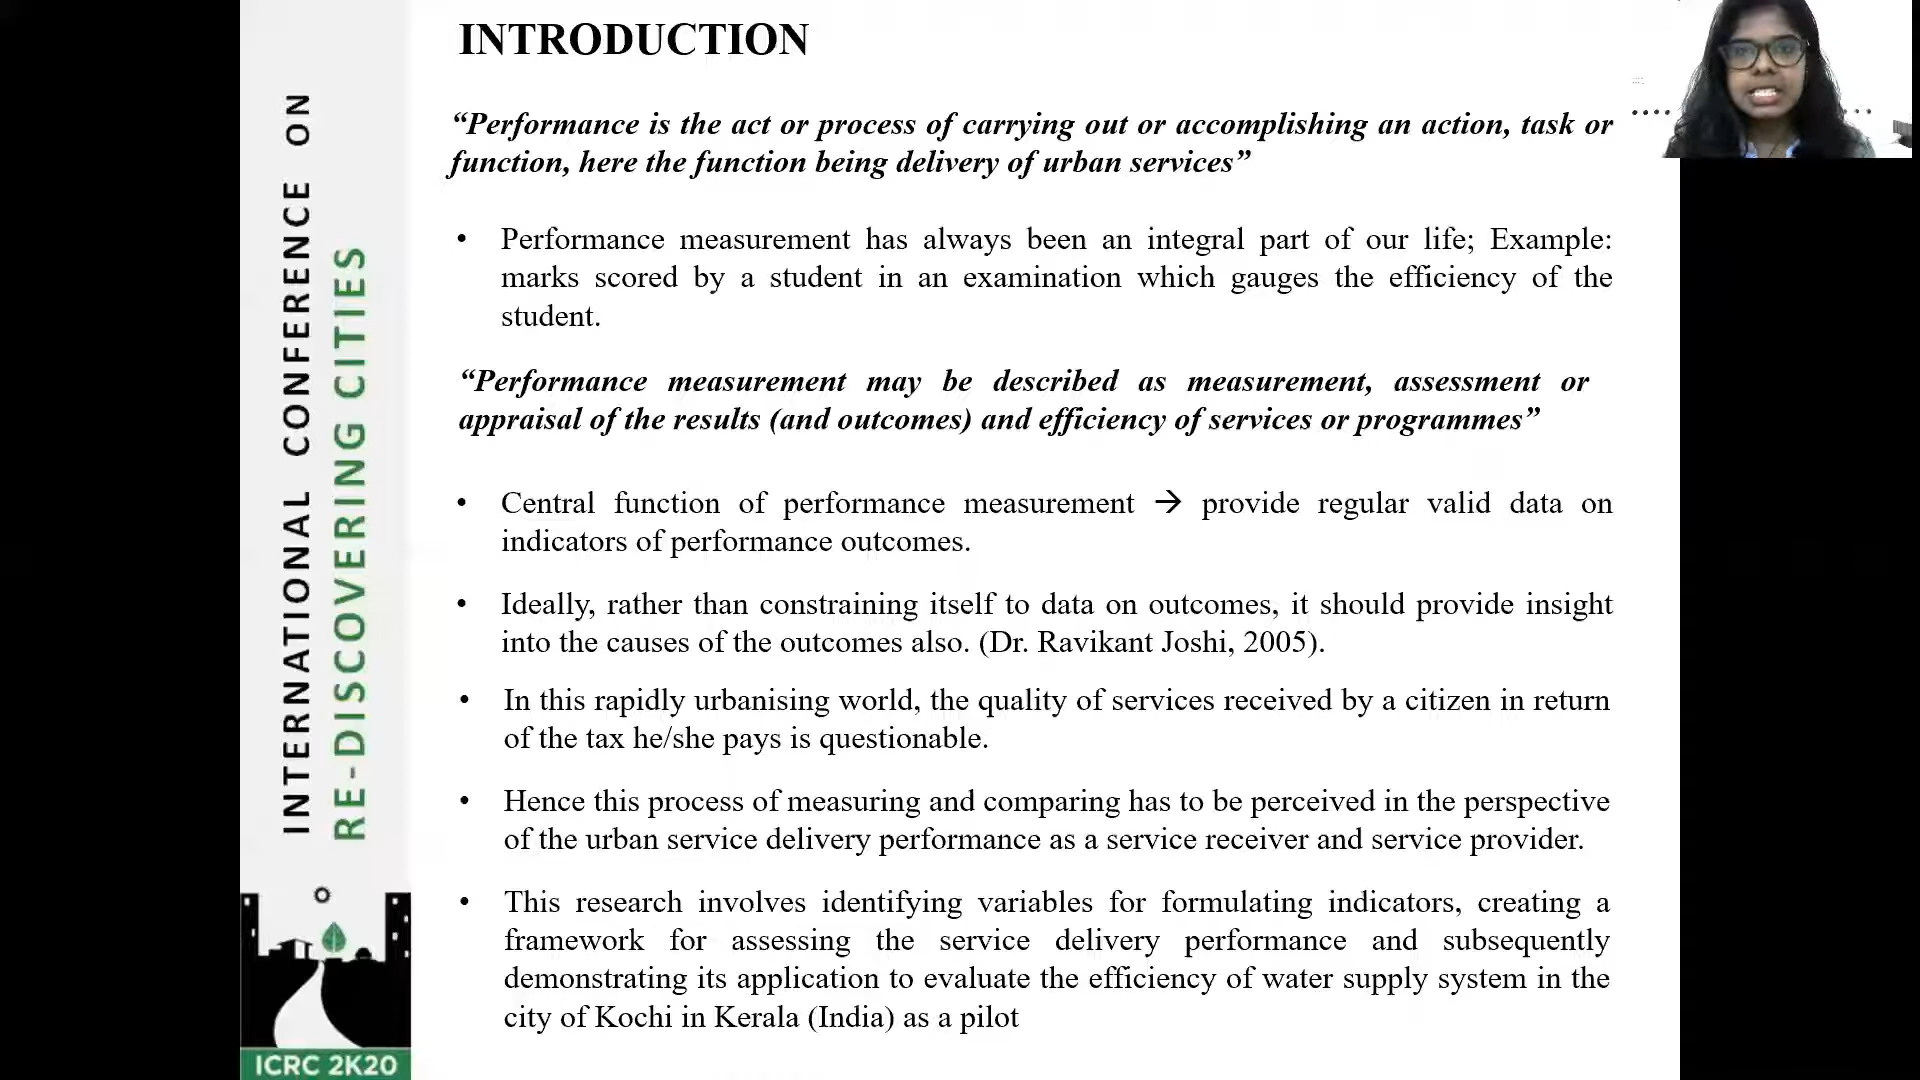 INTERNATIONAL CONFERENCE ON
RE-DISCOVERING CITIES
ICRC 2K20
INTRODUCTION
“Performance is the act or process of carrying out or accomplishing an action, task or
function, here the function being delivery of urban services”
• Performance measurement has always been an integral part of our life; Example:
marks scored by a student in an examination which gauges the efficiency of the
student.
“Performance measurement may be described as measurement, assessment or
appraisal of the results (and outcomes) and efficiency of services or programmes”
• Central function of performance measurement → provide regular valid data on
indicators of performance outcomes.
• Ideally, rather than constraining itself to data on outcomes, it should provide insight
into the causes of the outcomes also. (Dr. Ravikant Joshi, 2005).
• In this rapidly urbanising world, the quality of services received by a citizen in return
of the tax he/she pays is questionable.
• Hence this process of measuring and comparing has to be perceived in the perspective
of the urban service delivery performance as a service receiver and service provider.
• This research involves identifying variables for formulating indicators, creating a
framework for assessing the service delivery performance and subsequently
demonstrating its application to evaluate the efficiency of water supply system in the
city of Kochi in Kerala (India) as a pilot